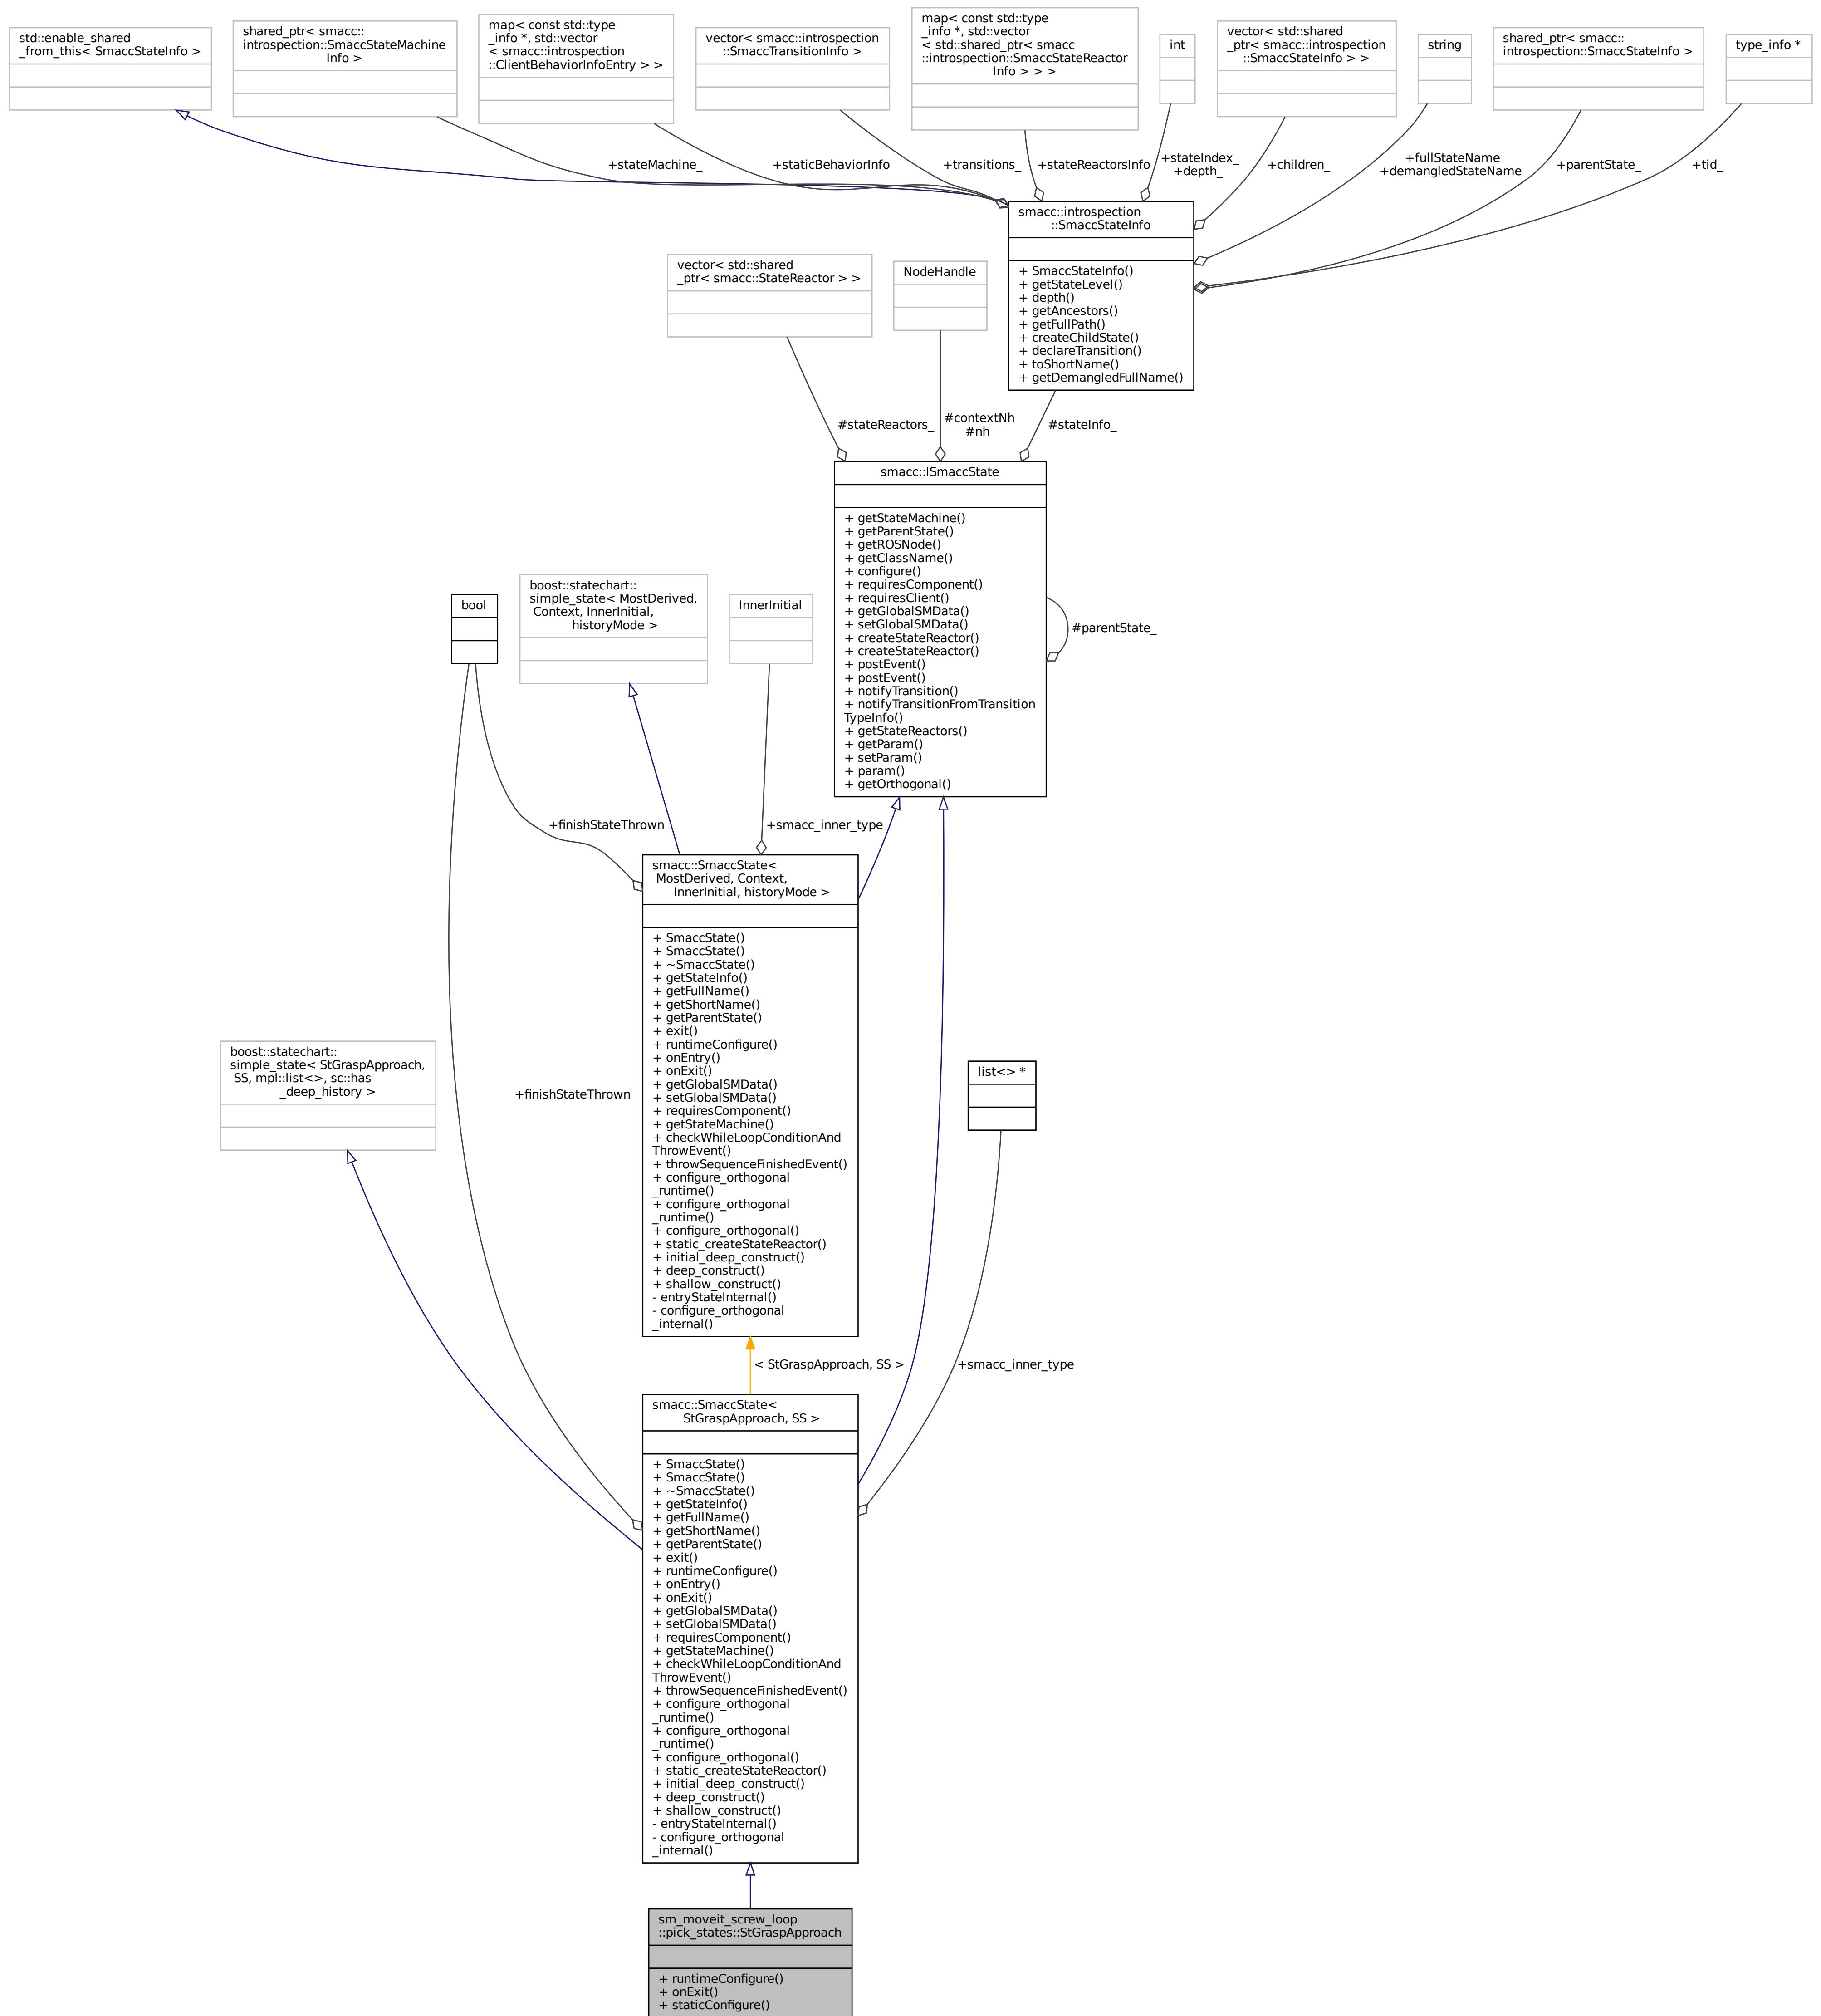 std::enable_shared
_from_this< SmaccStateInfo >
shared_ptr< smacc::
introspection::SmaccStateMachine
Info >
map< const std::type
_info *, std::vector
< smacc::introspection
::ClientBehaviorInfoEntry > >
vector< smacc::introspection
::SmaccTransitionInfo >
map< const std::type
_info *, std::vector
< std::shared_ptr< smacc
::introspection::SmaccStateReactor
Info > > >
int
vector< std::shared
_ptr< smacc::introspection
::SmaccStateInfo > >
string
shared_ptr< smacc::
introspection::SmaccStateInfo >
type_info *
+stateMachine_
+staticBehaviorInfo
+transitions_
+stateReactorsInfo
+stateIndex_
+depth_
+children_
+fullStateName
+demangledStateName
+parentState_
+tid_
smacc::introspection
::SmaccStateInfo
+ SmaccStateInfo()
+ getStateLevel()
+ depth()
+ getAncestors()
+ getFullPath()
+ createChildState()
+ declareTransition()
+ toShortName()
+ getDemangledFullName()
vector< std::shared
_ptr< smacc::StateReactor > >
NodeHandle
#stateReactors_
#contextNh
#nh
#stateInfo_
smacc::ISmaccState
+ getStateMachine()
+ getParentState()
+ getROSNode()
+ getClassName()
+ configure()
+ requiresComponent()
+ requiresClient()
+ getGlobalSMData()
+ setGlobalSMData()
+ createStateReactor()
+ createStateReactor()
+ postEvent()
+ postEvent()
+ notifyTransition()
+ notifyTransitionFromTransition
TypeInfo()
+ getStateReactors()
+ getParam()
+ setParam()
+ param()
+ getOrthogonal()
#parentState_
bool
boost::statechart::
simple_state< MostDerived,
Context, InnerInitial,
historyMode >
InnerInitial
+finishStateThrown
+smacc_inner_type
smacc::SmaccState<
MostDerived, Context,
InnerInitial, historyMode >
+ SmaccState()
+ SmaccState()
+ ~SmaccState()
+ getStateInfo()
+ getFullName()
+ getShortName()
+ getParentState()
+ exit()
+ runtimeConfigure()
+ onEntry()
+ onExit()
+ getGlobalSMData()
+ setGlobalSMData()
+ requiresComponent()
+ getStateMachine()
+ checkWhileLoopConditionAnd
ThrowEvent()
+ throwSequenceFinishedEvent()
+ configure_orthogonal
_runtime()
+ configure_orthogonal
_runtime()
+ configure_orthogonal()
+ static_createStateReactor()
+ initial_deep_construct()
+ deep_construct()
+ shallow_construct()
- entryStateInternal()
- configure_orthogonal
_internal()
boost::statechart::
simple_state< StGraspApproach,
SS, mpl::list<>, sc::has
_deep_history >
+finishStateThrown
list<> *
< StGraspApproach, SS >
+smacc_inner_type
smacc::SmaccState<
StGraspApproach, SS >
+ SmaccState()
+ SmaccState()
+ ~SmaccState()
+ getStateInfo()
+ getFullName()
+ getShortName()
+ getParentState()
+ exit()
+ runtimeConfigure()
+ onEntry()
+ onExit()
+ getGlobalSMData()
+ setGlobalSMData()
+ requiresComponent()
+ getStateMachine()
+ checkWhileLoopConditionAnd
ThrowEvent()
+ throwSequenceFinishedEvent()
+ configure_orthogonal
_runtime()
+ configure_orthogonal
_runtime()
+ configure_orthogonal()
+ static_createStateReactor()
+ initial_deep_construct()
+ deep_construct()
+ shallow_construct()
- entryStateInternal()
- configure_orthogonal
_internal()
sm_moveit_screw_loop
::pick_states::StGraspApproach
+ runtimeConfigure()
+ onExit()
+ staticConfigure()